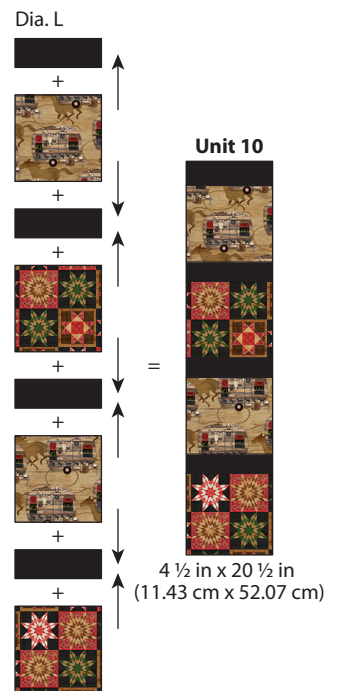 Dia. L
+
+
+
+
+
+
+
=
Unit 10
4 ½ in x 20 ½ in
(11.43 cm x 52.07 cm)